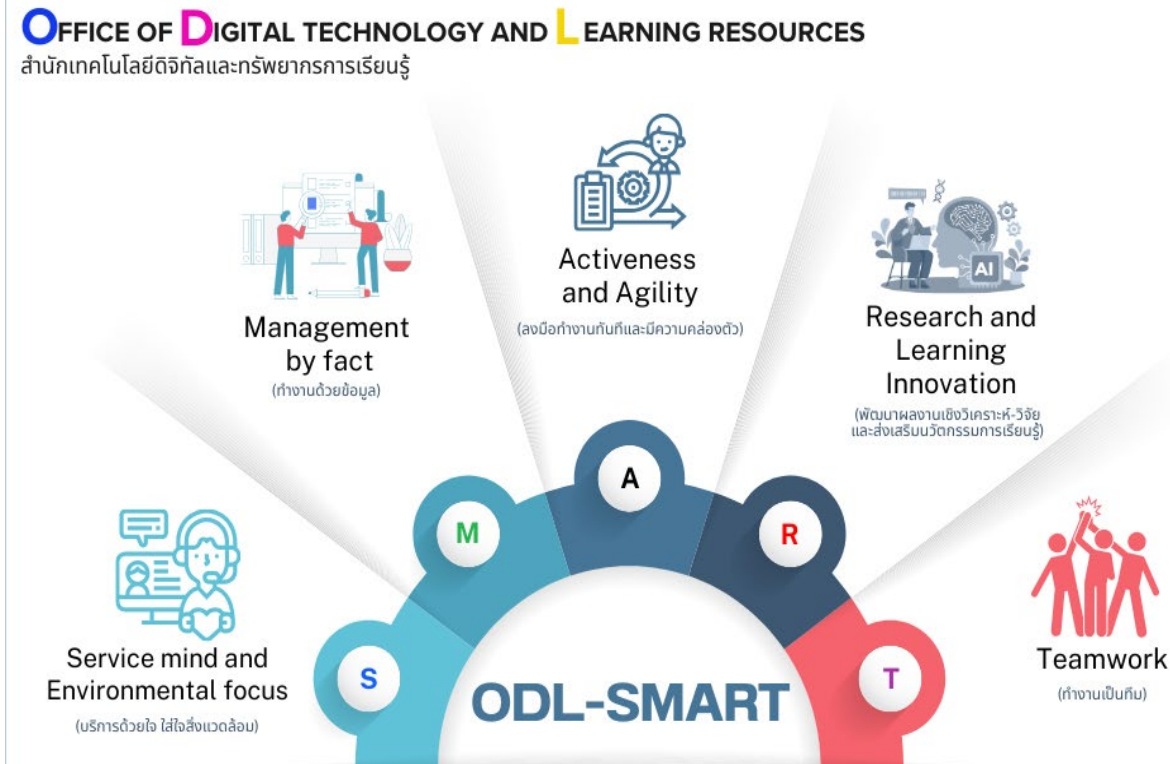 OFFICE OF DIGITAL TECHNOLOGY AND LEARNING RESOURCES
สำนักเทคโนโลยีดิจิทัลและทรัพยากรการเรียนรู้
Service mind and
Environmental focus
(บริการด้วยใจ ใส่ใจสิ่งแวดล้อม)
Management
by fact
(ทำงานด้วยข้อมูล)
Activeness
and Agility
(ลงมือทำงานทันทีและมีความคล่องตัว)
AI
Research and
Learning
Innovation
(พัฒนาผลงานเชิงวิเคราะห์-วิจัย
และส่งเสริมนวัตกรรมการเรียนรู้)
Teamwork
(ทำงานเป็นทีม)
S
M
A
R
T
ODL-SMART